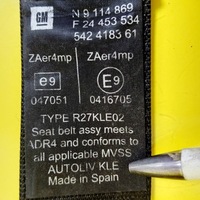 GM
N 9 114 869
F 24 453 534
542 4183 61
ZAer4mp ZAer4mp
e9 E9
047051 0416705
TYPE R27KLE02
Seat belt assy meets
ADR4 and conforms to
all applicable MVSS
AUTOLIV KLE
Made in Spain